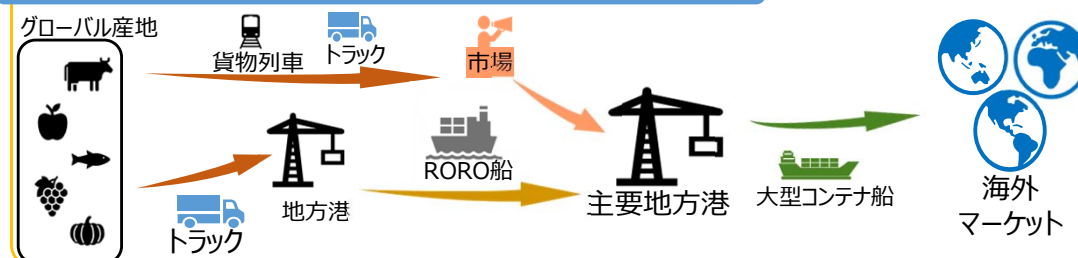 グローバル産地
貨物列車
トラック
市場
RORO船
地方港
トラック
主要地方港
大型コンテナ船
海外
マーケット